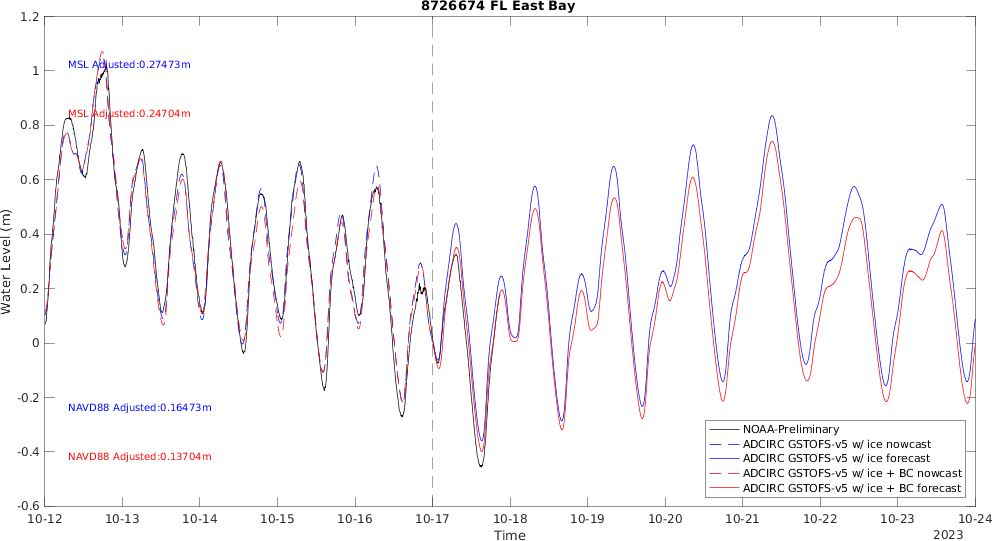 8726674 FL East Bay
1.2
1
0.8
0.6
0.4
0.2
0
-0.2
-0.4
-0.6
Water Level (m)
MSL Adjusted:0.27473m
MSL Adjusted:0.24704m
NAVD88 Adjusted:0.16473m
NAVD88 Adjusted:0.13704m
NOAA-Preliminary
ADCIRC GSTOFS-v5 w/ ice nowcast
ADCIRC GSTOFS-v5 w/ ice forecast
ADCIRC GSTOFS-v5 w/ ice + BC nowcast
ADCIRC GSTOFS-v5 w/ ice + BC forecast
10-12 10-13 10-14 10-15 10-16 10-17 10-18 10-19 10-20 10-21 10-22 10-23 10-24
Time
2023